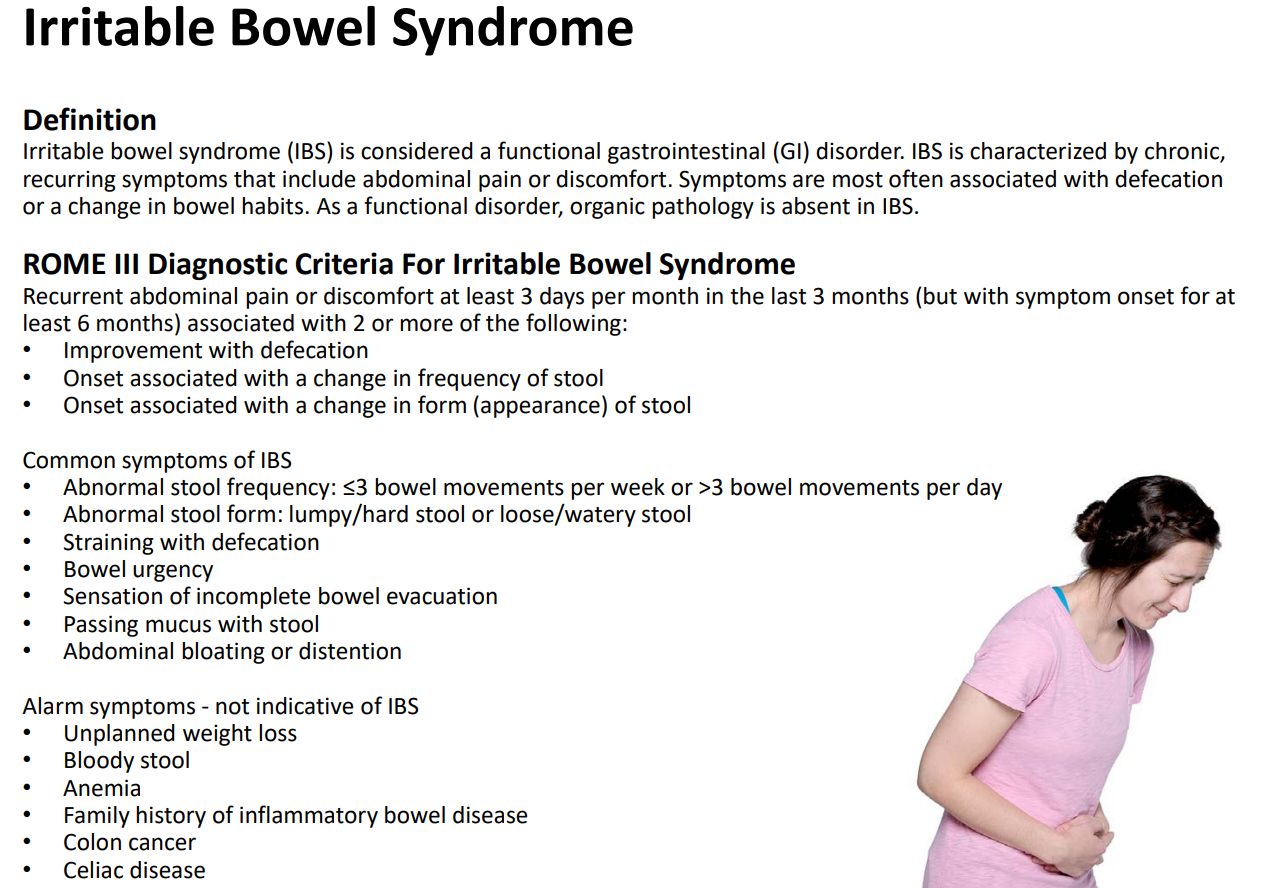 Irritable Bowel Syndrome
Definition
Irritable bowel syndrome (IBS) is considered a functional gastrointestinal (GI) disorder. IBS is characterized by chronic,
recurring symptoms that include abdominal pain or discomfort. Symptoms are most often associated with defecation
or a change in bowel habits. As a functional disorder, organic pathology is absent in IBS.
ROME III Diagnostic Criteria For Irritable Bowel Syndrome
Recurrent abdominal pain or discomfort at least 3 days per month in the last 3 months (but with symptom onset for at
least 6 months) associated with 2 or more of the following:
• Improvement with defecation
• Onset associated with a change in frequency of stool
• Onset associated with a change in form (appearance) of stool
Common symptoms of IBS
• Abnormal stool frequency: ≤3 bowel movements per week or >3 bowel movements per day
• Abnormal stool form: lumpy/hard stool or loose/watery stool
• Straining with defecation
• Bowel urgency
• Sensation of incomplete bowel evacuation
• Passing mucus with stool
• Abdominal bloating or distention
Alarm symptoms - not indicative of IBS
• Unplanned weight loss
• Bloody stool
• Anemia
• Family history of inflammatory bowel disease
• Colon cancer
• Celiac disease